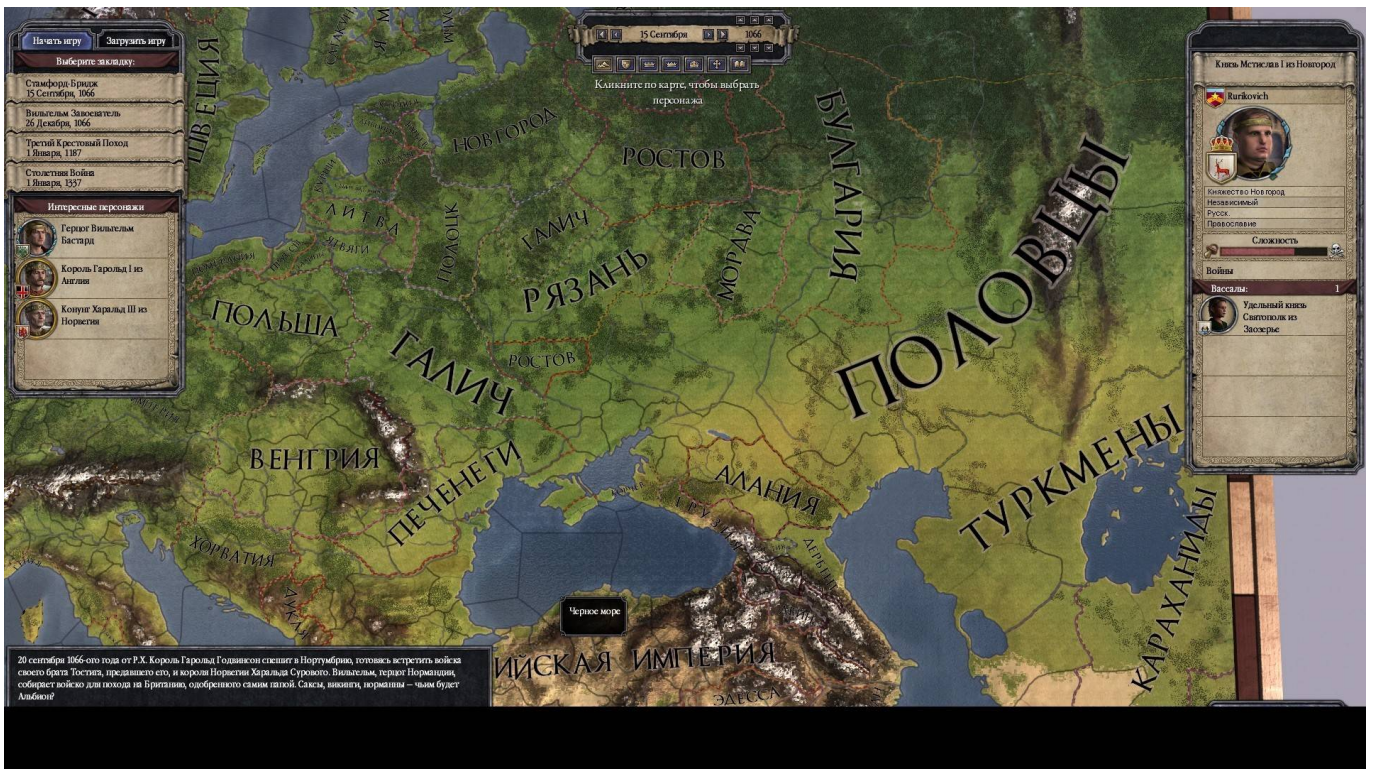 Начать игру
Загрузить игру
Выберите закладку:
Стамфорд-Бридж
15 Сентября, 1066
Вильгельм Завоеватель
26 Декабря, 1066
Третий Крестовый Поход
1 Января, 1187
Столетняя Война
1 Января, 1337
Интересные персонажи
Герцог Вильгельм
Бастард
Король Гарольд I из
Англия
Конунг Харальд III из
Норвегия
15 Сентября 1066
Кликните по карте, чтобы выбрать
персонажа
Князь Мстислав I из Новгород
Rurikovich
Княжество Новгород
Независимый
Русск.
Православие
Сложность
Войны
Вассалы: 1
Удельный князь
Святополк из
Заозерье
ШВЕЦИЯ
НОВГОРОД
РОСТОВ
БУЛГАРИЯ
ЛИТВА
ЯТВЯГИ
ПОЛОЦК
ГАЛИЧ
РЯЗАНЬ
МОРДВА
ПОЛОВЦЫ
ПОЛЬША
ГАЛИЧ
РОСТОВ
ВЕНГРИЯ
ПЕЧЕНЕГИ
АЛАНИЯ
ТУРКМЕНЫ
ХОРВАТИЯ
ДУКЛЯ
КАРАХАНИДЫ
Черное море
ИЙСКАЯ ИМПЕРИЯ
ЭДЕССА
20 сентября 1066-ого года от Р.Х. Король Гарольд Годвинсон спешит в Нортумбрию, готовясь встретить войска
своего брата Тостига, предавшего его, и короля Норвегии Харальда Сурового. Вильгельм, герцог Нормандии,
собирает войско для похода на Британию, одобренного самим папой. Саксы, викинги, норманны – чьим будет
Альбион?